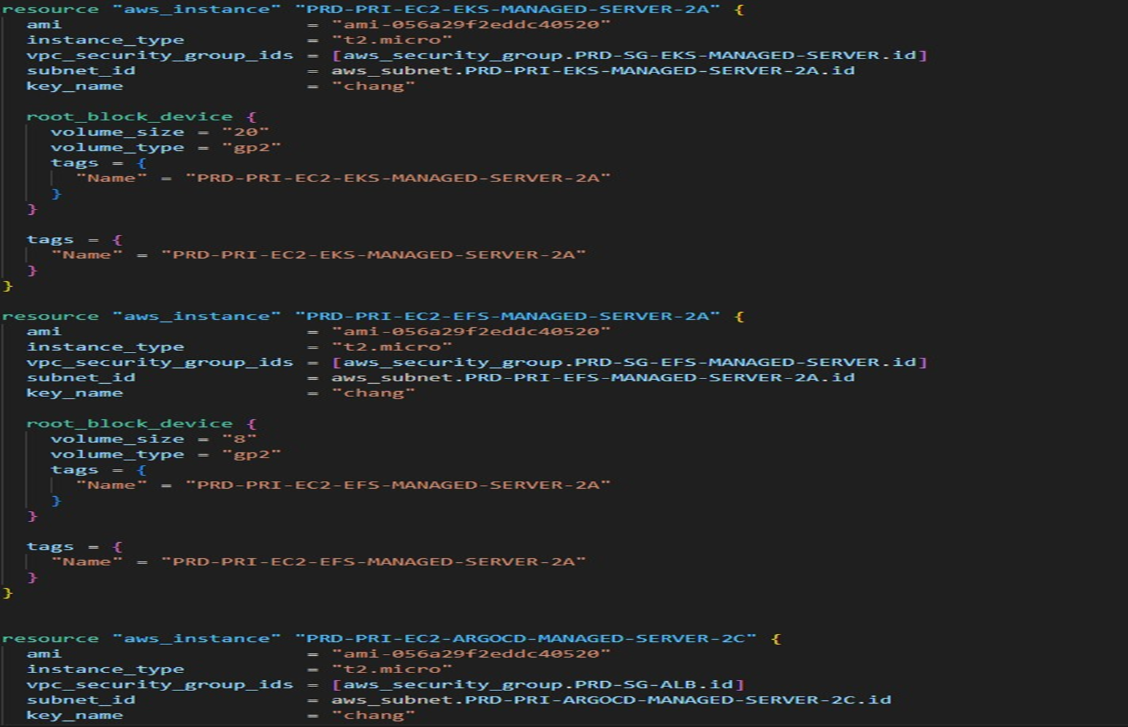 resource "aws_instance" "PRD-PRI-EC2-EKS-MANAGED-SERVER-2A" {
  ami                    = "ami-056a29f2eddc40520"
  instance_type          = "t2.micro"
  vpc_security_group_ids = [aws_security_group.PRD-SG-EKS-MANAGED-SERVER.id]
  subnet_id              = aws_subnet.PRD-PRI-EKS-MANAGED-SERVER-2A.id
  key_name               = "chang"

  root_block_device {
    volume_size = "20"
    volume_type = "gp2"
    tags = {
      "Name" = "PRD-PRI-EC2-EKS-MANAGED-SERVER-2A"
    }
  }

  tags = {
    "Name" = "PRD-PRI-EC2-EKS-MANAGED-SERVER-2A"
  }
}

resource "aws_instance" "PRD-PRI-EC2-EFS-MANAGED-SERVER-2A" {
  ami                    = "ami-056a29f2eddc40520"
  instance_type          = "t2.micro"
  vpc_security_group_ids = [aws_security_group.PRD-SG-EFS-MANAGED-SERVER.id]
  subnet_id              = aws_subnet.PRD-PRI-EFS-MANAGED-SERVER-2A.id
  key_name               = "chang"

  root_block_device {
    volume_size = "8"
    volume_type = "gp2"
    tags = {
      "Name" = "PRD-PRI-EC2-EFS-MANAGED-SERVER-2A"
    }
  }

  tags = {
    "Name" = "PRD-PRI-EC2-EFS-MANAGED-SERVER-2A"
  }
}

resource "aws_instance" "PRD-PRI-EC2-ARGOCD-MANAGED-SERVER-2C" {
  ami                    = "ami-056a29f2eddc40520"
  instance_type          = "t2.micro"
  vpc_security_group_ids = [aws_security_group.PRD-SG-ALB.id]
  subnet_id              = aws_subnet.PRD-PRI-ARGOCD-MANAGED-SERVER-2C.id
  key_name               = "chang"